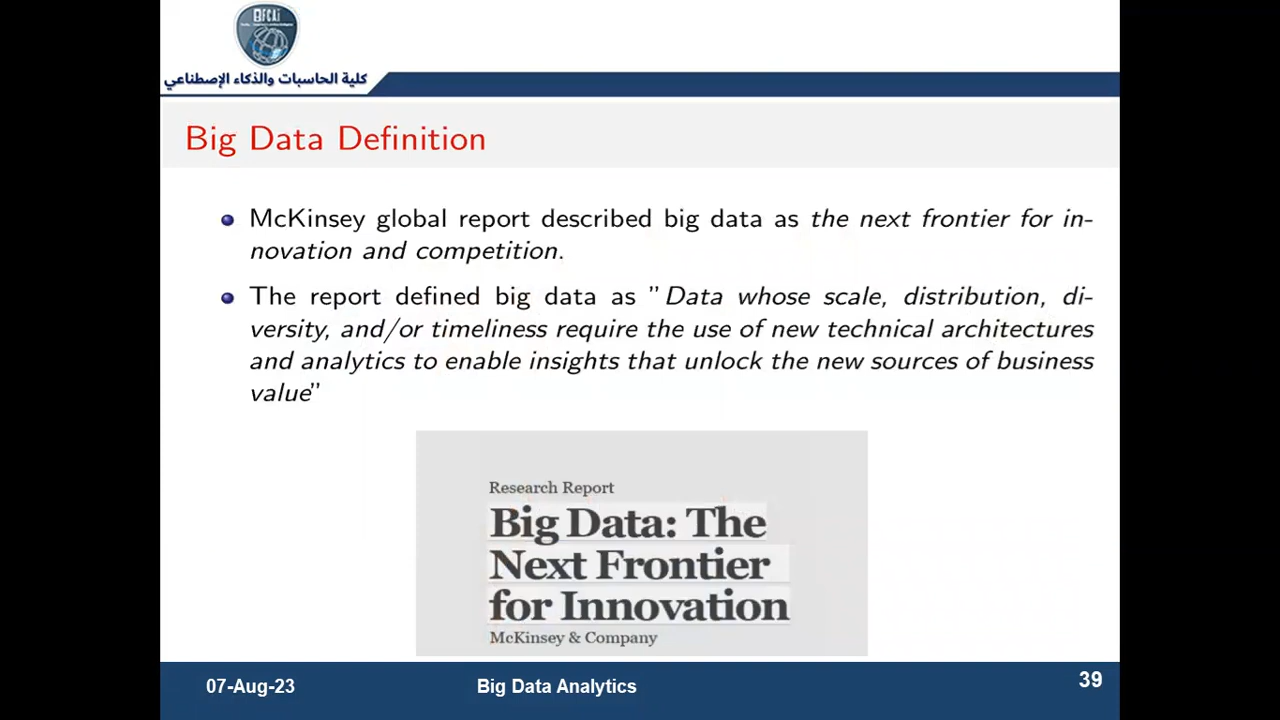 BFCAi
كلية الحاسبات والذكاء الإصطناعي
Big Data Definition
McKinsey global report described big data as the next frontier for in-
novation and competition.
The report defined big data as ”Data whose scale, distribution, di-
versity, and/or timeliness require the use of new technical architectures
and analytics to enable insights that unlock the new sources of business
value”
Research Report
Big Data: The
Next Frontier
for Innovation
McKinsey & Company
07-Aug-23
Big Data Analytics
39